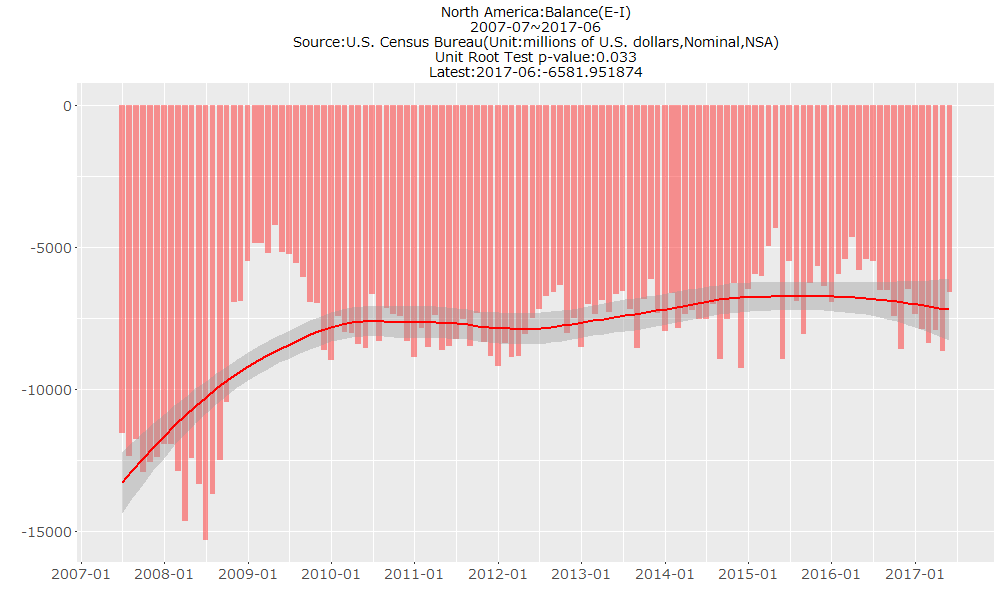 North America:Balance(E-I)
2007-07~2017-06
Source:U.S. Census Bureau(Unit:millions of U.S. dollars,Nominal,NSA)
Unit Root Test p-value:0.033
Latest:2017-06:-6581.951874
0
-5000
-10000
-15000
2007-01 2008-01 2009-01 2010-01 2011-01 2012-01 2013-01 2014-01 2015-01 2016-01 2017-01